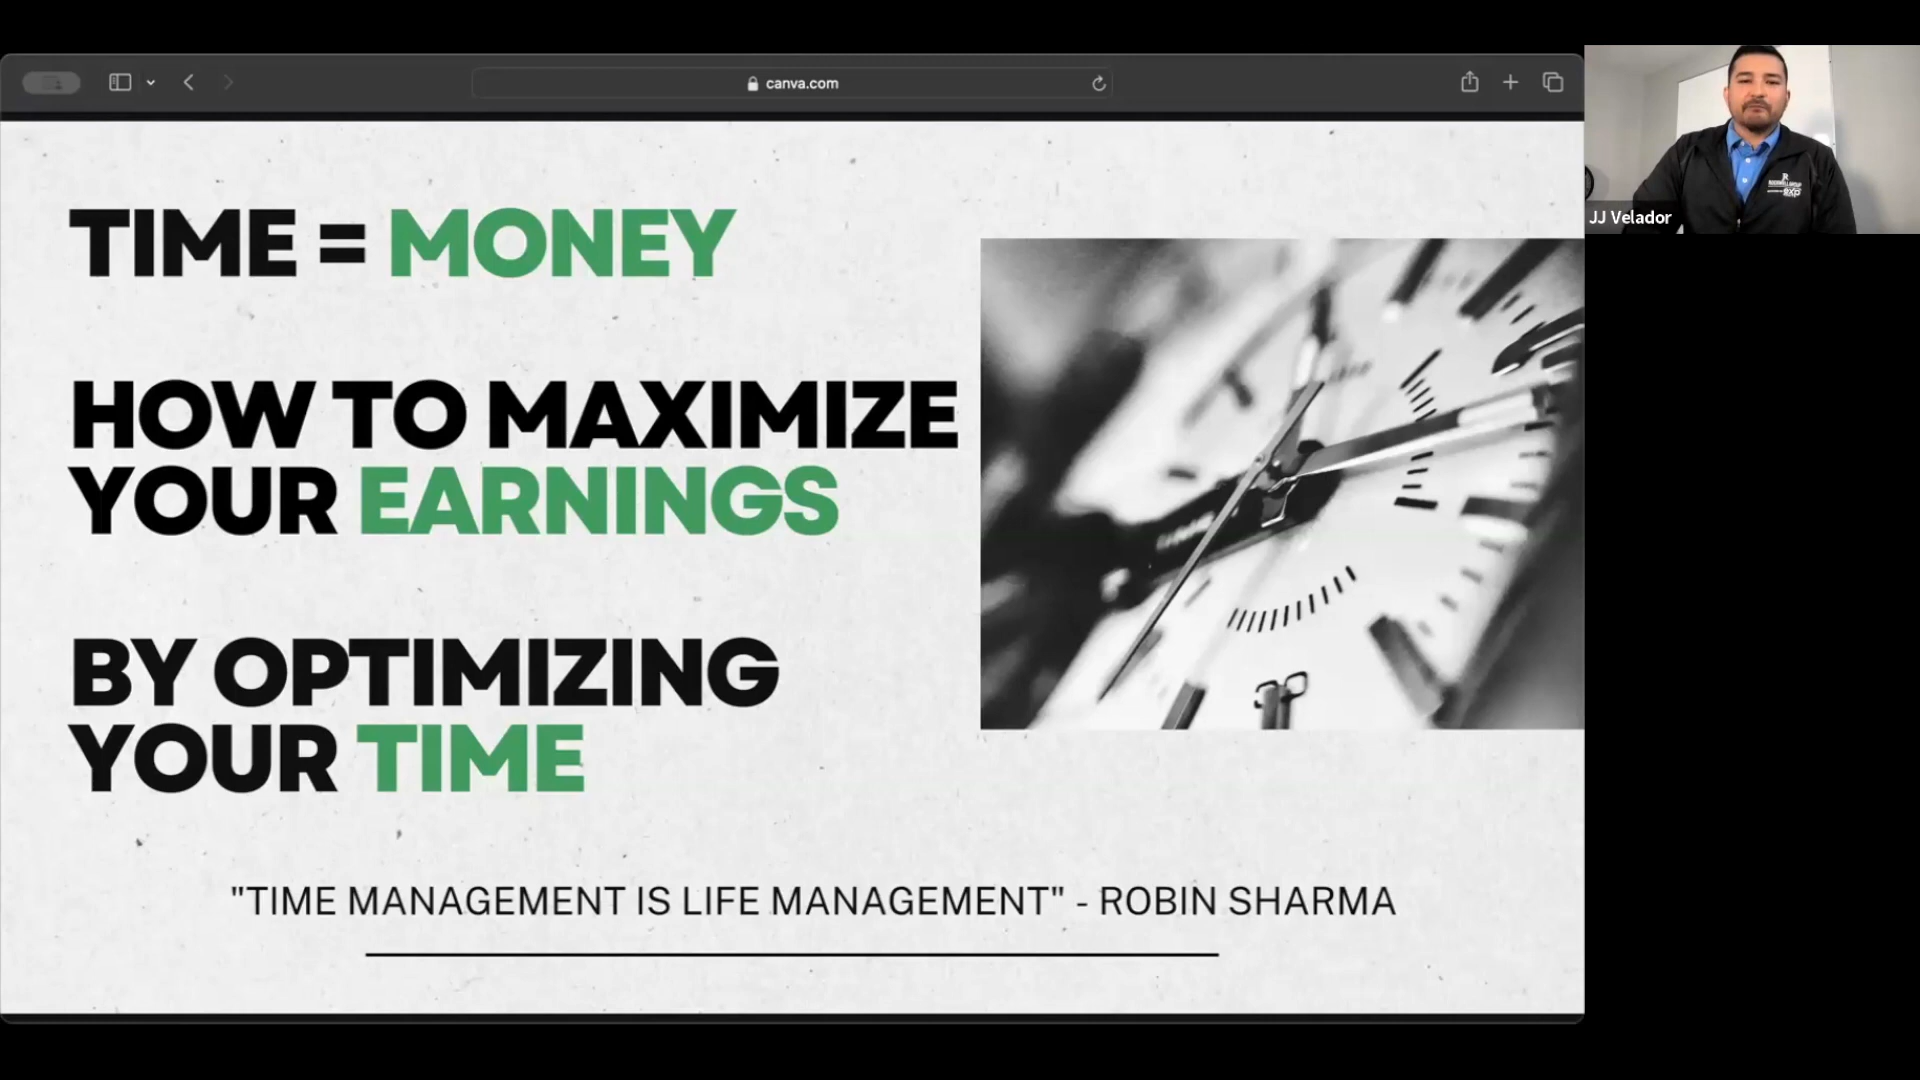 canva.com
TIME = MONEY
HOW TO MAXIMIZE
YOUR EARNINGS
BY OPTIMIZING
YOUR TIME
"TIME MANAGEMENT IS LIFE MANAGEMENT" - ROBIN SHARMA
JJ Velador
exp